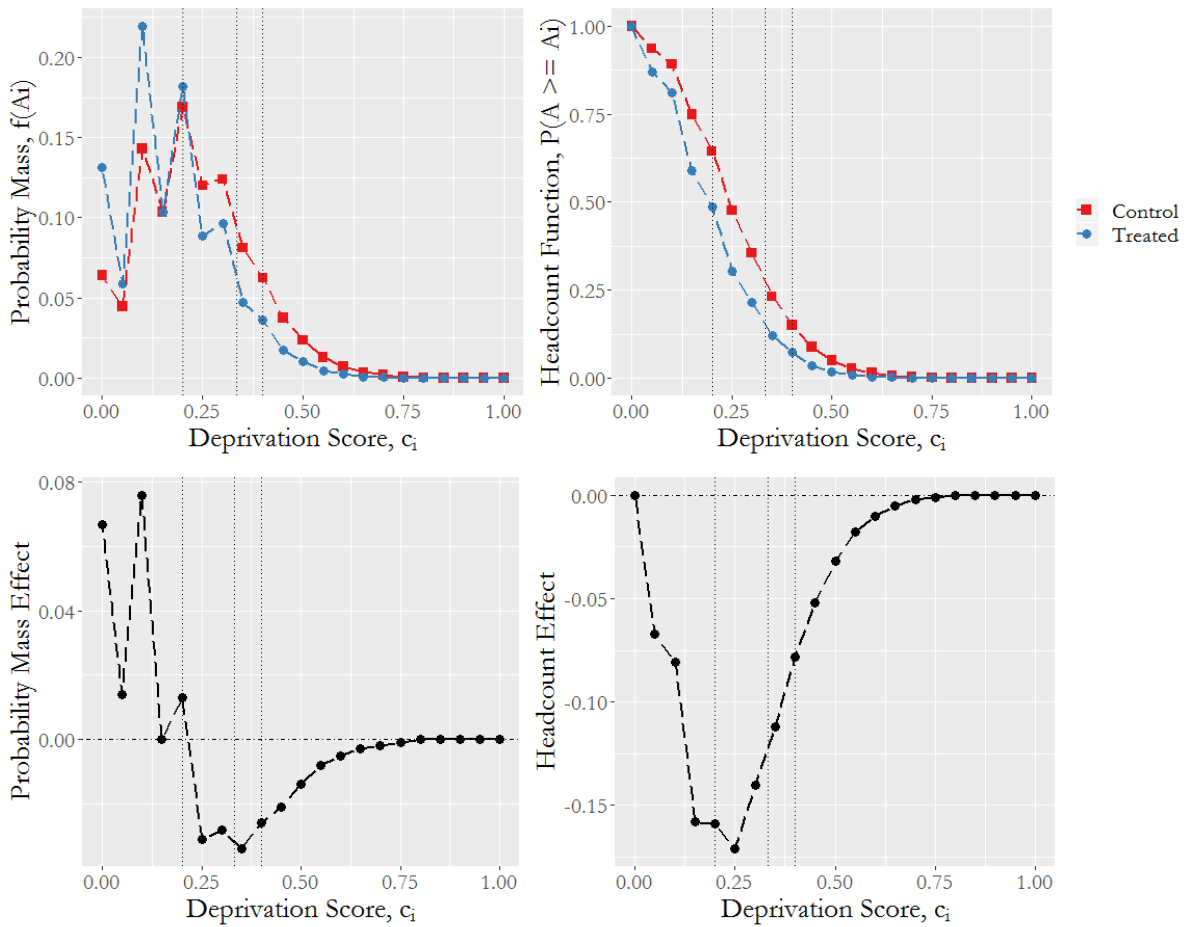 Probability Mass, f(Ai)
0.20
0.15
0.10
0.05
0.00
0.00 0.25 0.50 0.75 1.00
Deprivation Score, ci
Headcount Function, P(A >= Ai)
1.00
0.75
0.50
0.25
0.00
0.00 0.25 0.50 0.75 1.00
Deprivation Score, ci
Control
Treated
Probability Mass Effect
0.08
0.04
0.00
0.00 0.25 0.50 0.75 1.00
Deprivation Score, ci
Headcount Effect
0.00
-0.05
-0.10
-0.15
0.00 0.25 0.50 0.75 1.00
Deprivation Score, ci